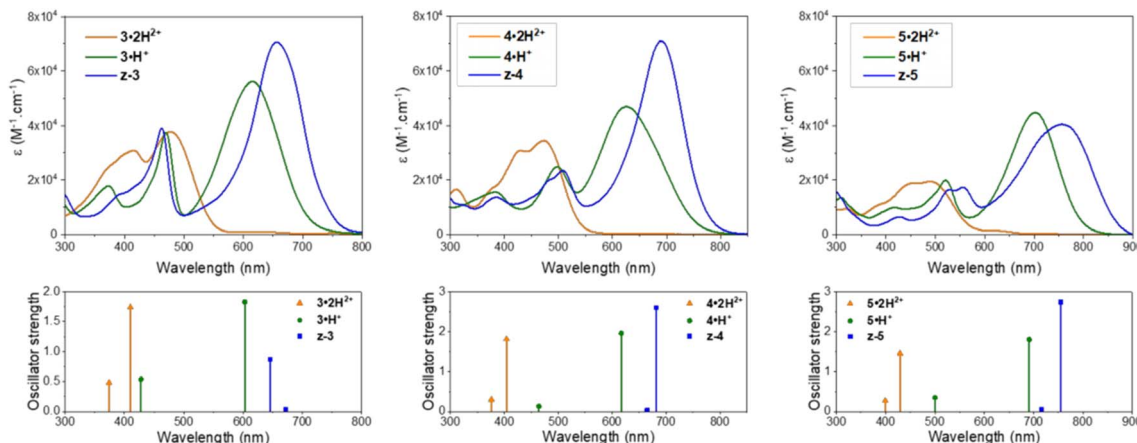 8x10⁴
6x10⁴
4x10⁴
2x10⁴
0
ε (M⁻¹.cm⁻¹)
3•2H²⁺
3•H⁺
z-3
300 400 500 600 700 800
Wavelength (nm)
8x10⁴
6x10⁴
4x10⁴
2x10⁴
0
ε (M⁻¹.cm⁻¹)
4•2H²⁺
4•H⁺
z-4
300 400 500 600 700 800
Wavelength (nm)
8x10⁴
6x10⁴
4x10⁴
2x10⁴
0
ε (M⁻¹.cm⁻¹)
5•2H²⁺
5•H⁺
z-5
300 400 500 600 700 800 900
Wavelength (nm)
2.0
1.5
1.0
0.5
0.0
Oscillator strength
3•2H²⁺
3•H⁺
z-3
300 400 500 600 700 800
Wavelength (nm)
3
2
1
0
Oscillator strength
4•2H²⁺
4•H⁺
z-4
300 400 500 600 700 800
Wavelength (nm)
3
2
1
0
Oscillator strength
5•2H²⁺
5•H⁺
z-5
300 400 500 600 700 800 900
Wavelength (nm)